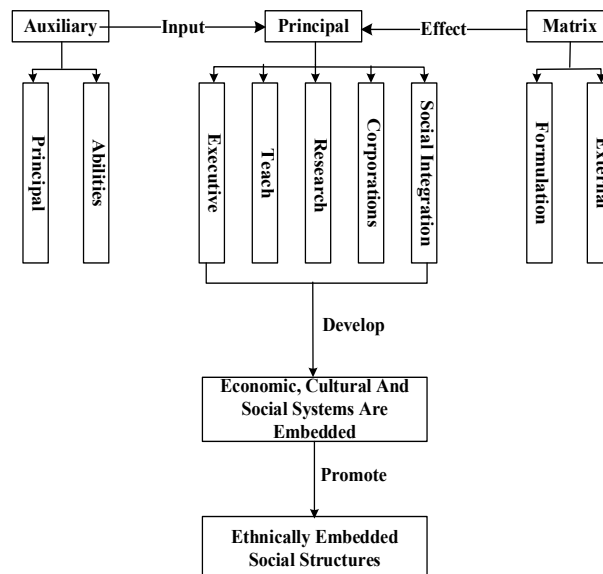 Auxiliary
Input
Principal
Effect
Matrix
Principal
Abilities
Executive
Teach
Research
Corporations
Social Integration
Formulation
External
Develop
Economic, Cultural And
Social Systems Are
Embedded
Promote
Ethnically Embedded
Social Structures